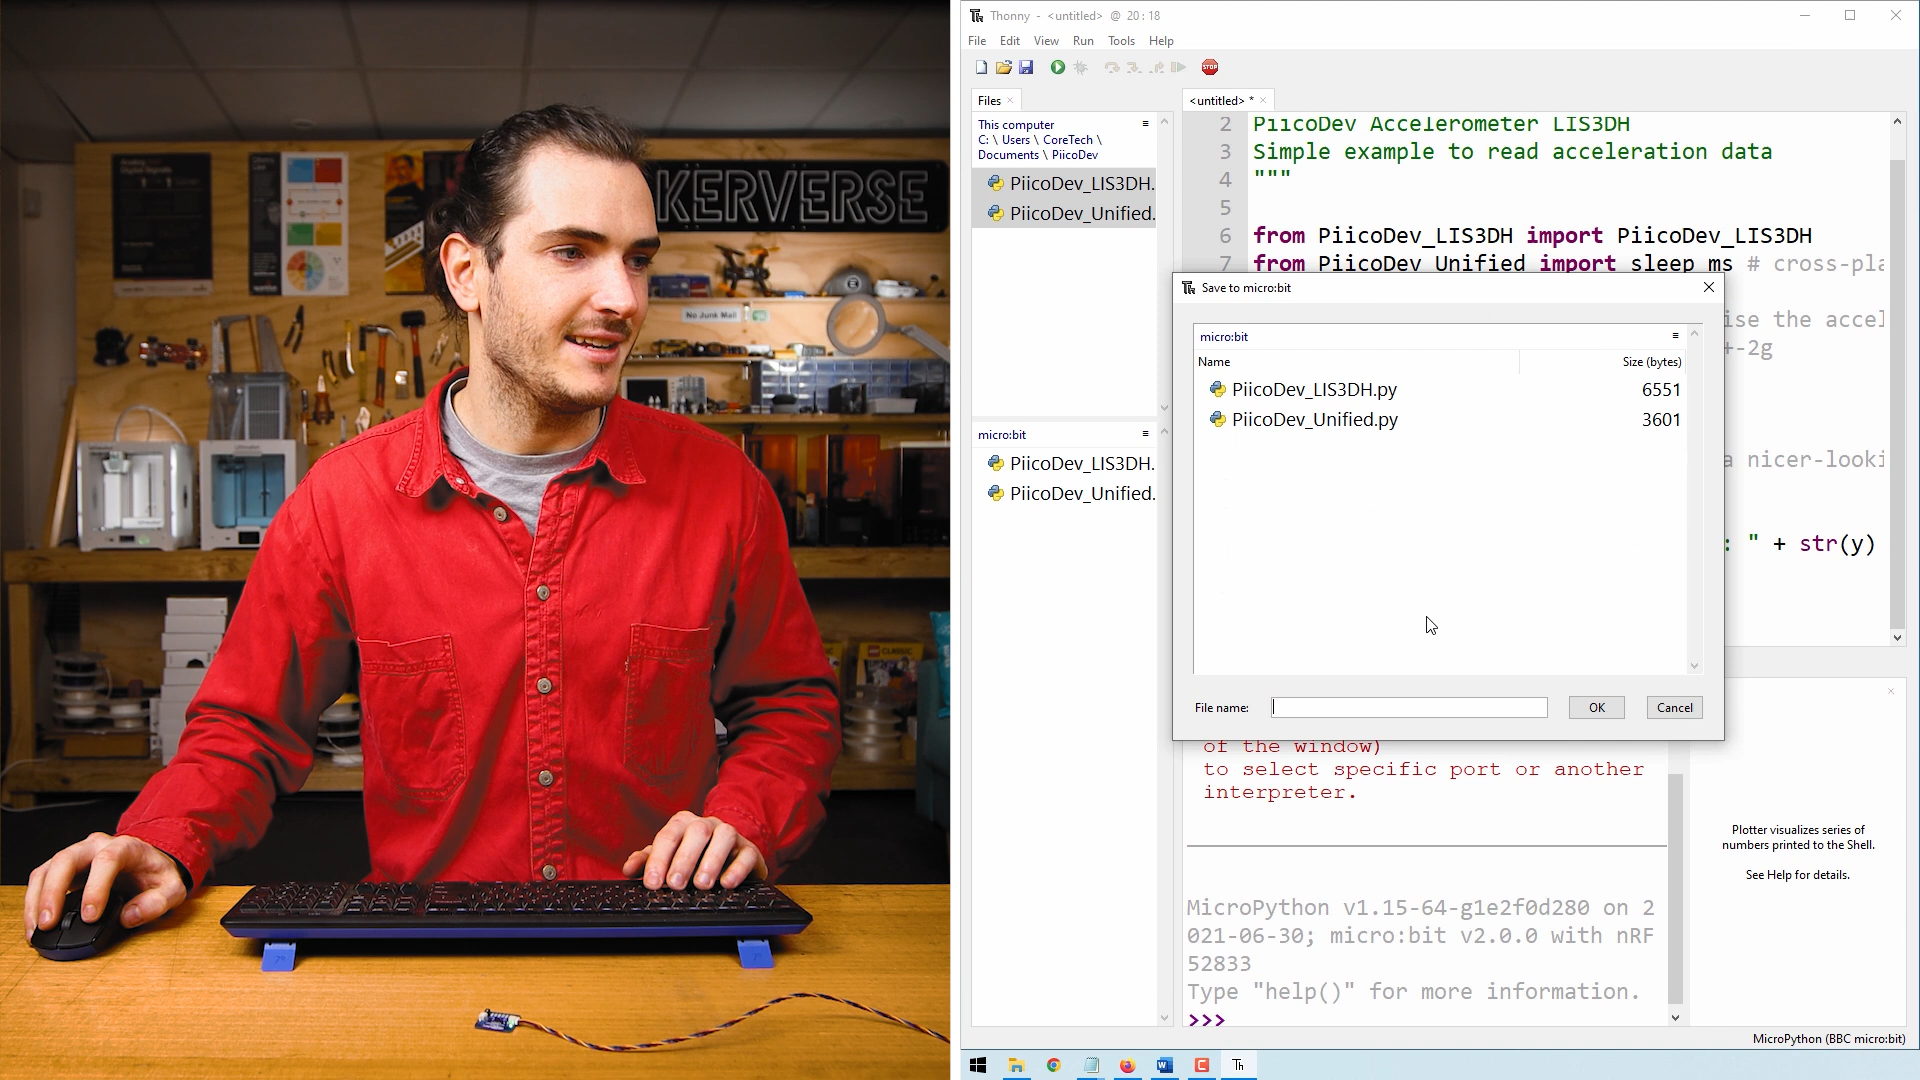 KERVERSE
No Junk Mail
CLASSIC
Thonny - <untitled> @ 20 : 18
File Edit View Run Tools Help
STOP
Files
<untitled> *
This computer
C: \ Users \ CoreTech \
Documents \ PiicoDev
PiicoDev_LIS3DH.
PiicoDev_Unified.
micro:bit
PiicoDev_LIS3DH.
PiicoDev_Unified.
2 PiicoDev Accelerometer LIS3DH
3 Simple example to read acceleration data
4 """
5
6 from PiicoDev_LIS3DH import PiicoDev_LIS3DH
7 from PiicoDev_Unified import sleep_ms # cross-pla
ise the accel
+-2g
a nicer-looki
: " + str(y)
Save to micro:bit
micro:bit
Name Size (bytes)
PiicoDev_LIS3DH.py 6551
PiicoDev_Unified.py 3601
File name: OK Cancel
of the window)
to select specific port or another
interpreter.
MicroPython v1.15-64-g1e2f0d280 on 2
021-06-30; micro:bit v2.0.0 with nRF
52833
Type "help()" for more information.
>>>
Plotter visualizes series of
numbers printed to the Shell.
See Help for details.
MicroPython (BBC micro:bit)